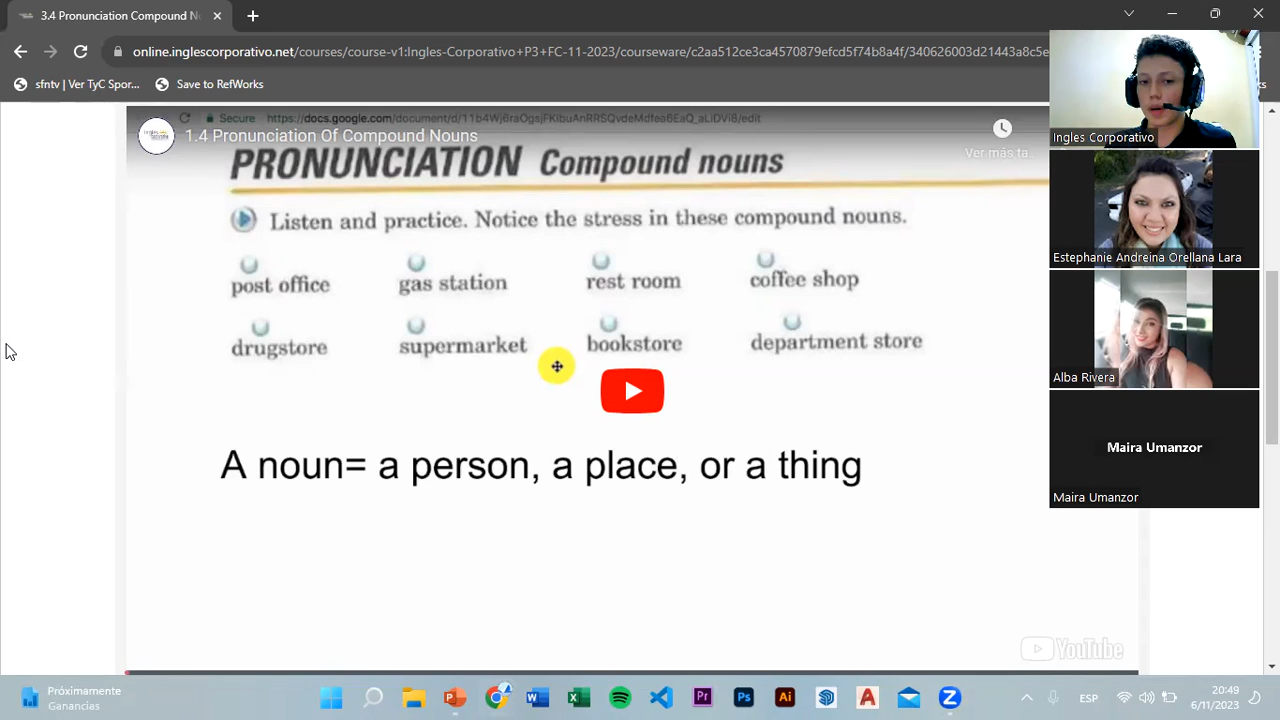 3.4 Pronunciation Compound No
online.inglescorporativo.net/courses/course-v1:Ingles-Corporativo+P3+FC-11-2023/courseware/c2aa512ce3ca4570879efcd5f74b8a4f/340626003d21443a8c5e
sfntv | Ver TyC Spor...
Save to RefWorks
Secure
1.4 Pronunciation Of Compound Nouns
Ver más ta...
PRONUNCIATION Compound nouns
Listen and practice. Notice the stress in these compound nouns.
post office gas station rest room coffee shop
drugstore supermarket bookstore department store
A noun= a person, a place, or a thing
YouTube
Ingles Corporativo
Estephanie Andreina Orellana Lara
Alba Rivera
Maira Umanzor
Maira Umanzor
Próximamente
Ganancias
ESP
20:49
6/11/2023